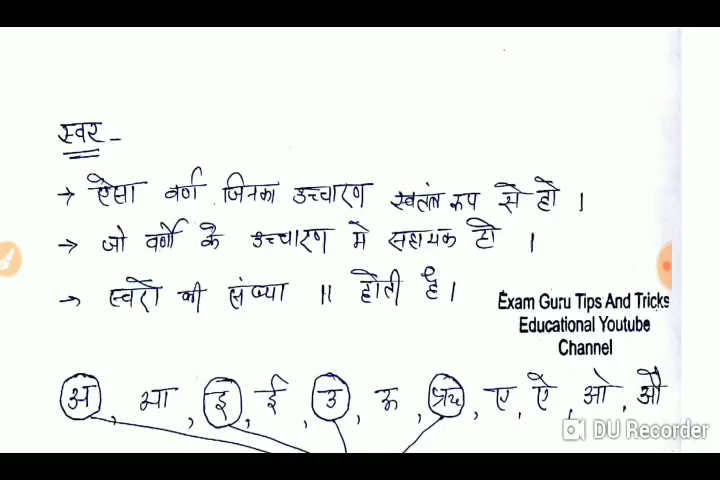 स्वर -
→ ऐसा वर्ण जिनका उच्चारण स्वतंत्र रूप से हो ।
→ जो वर्णों के उच्चारण मे सहायक हो ।
→ स्वरों की संख्या 11 होती है ।
Exam Guru Tips And Tricks
Educational Youtube
Channel
अ, आ, इ, ई, उ, ऊ, ऋ, ए, ऐ, ओ, औ
DU Recorder